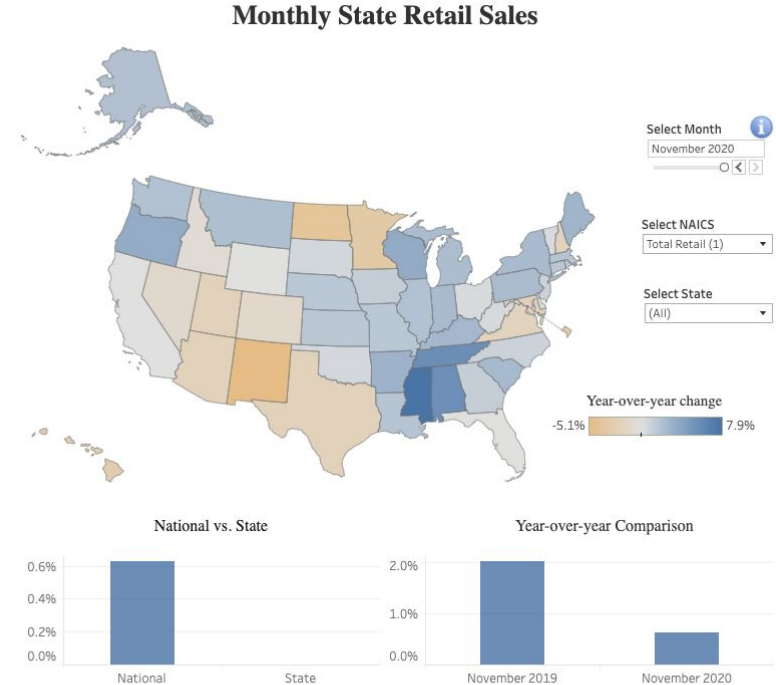 Monthly State Retail Sales
Select Month
i
November 2020
Select NAICS
Total Retail (1)
Select State
(All)
Year-over-year change
-5.1% 7.9%
National vs. State
0.6%
0.4%
0.2%
0.0%
National State
Year-over-year Comparison
2.0%
1.0%
0.0%
November 2019 November 2020